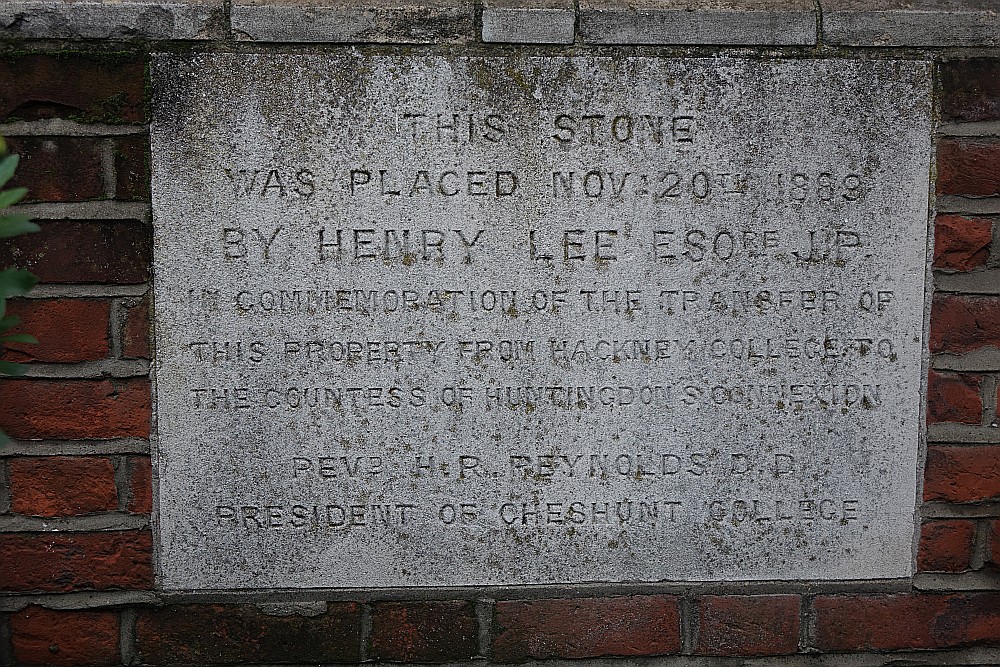 THIS STONE
WAS PLACED NOV: 20TH 1889
BY HENRY LEE ESQRE J.P.
IN COMMEMORATION OF THE TRANSFER OF
THIS PROPERTY FROM HACKNEY COLLEGE TO
THE COUNTESS OF HUNTINGDON'S CONNEXION
REVD H.R. REYNOLDS D.D.
PRESIDENT OF CHESHUNT COLLEGE